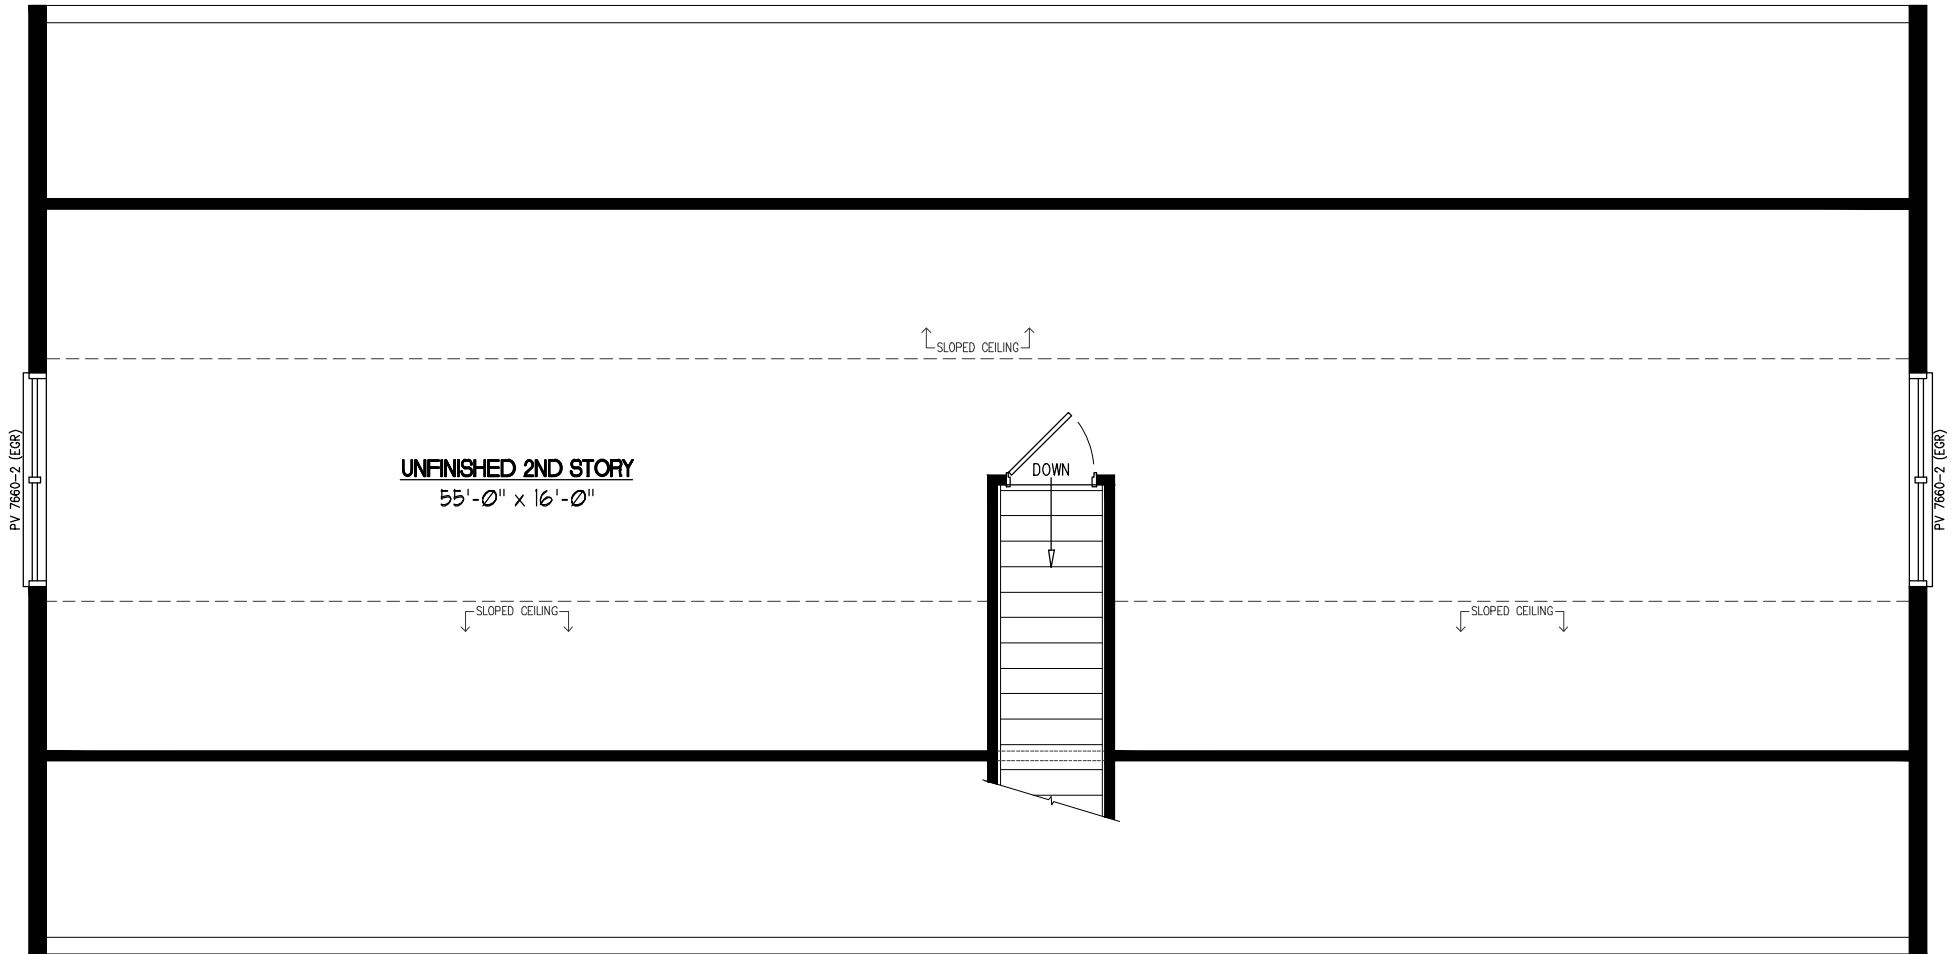 SLOPED CEILING
PV 7660-2 (EGR)
UNFINISHED 2ND STORY
55'-0" x 16'-0"
DOWN
PV 7660-2 (EGR)
SLOPED CEILING
SLOPED CEILING